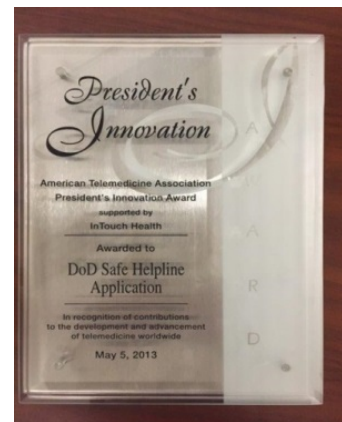 President's
Innovation
American Telemedicine Association
President's Innovation Award
supported by
InTouch Health
Awarded to
DoD Safe Helpline
Application
In recognition of contributions
to the development and advancement
of telemedicine worldwide
May 5, 2013
A
W
A
R
D